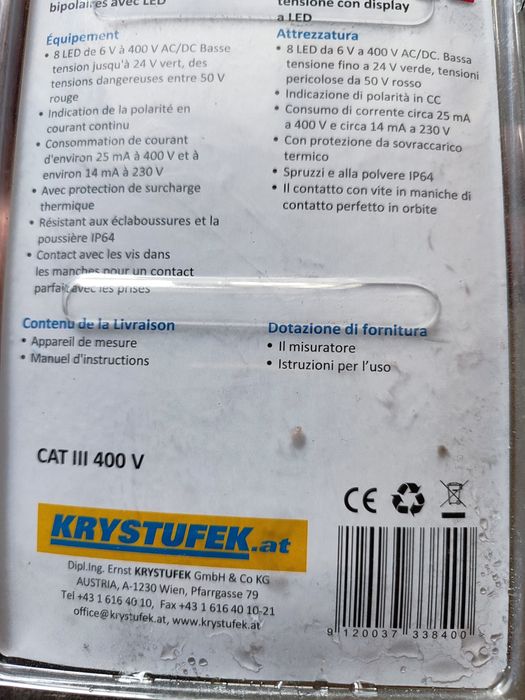 bipolaires avec LED
Équipement
• 8 LED de 6 V à 400 V AC/DC Basse
tension jusqu'à 24 V vert, des
tensions dangereuses entre 50 V
rouge
• Indication de la polarité en
courant continu
• Consommation de courant
d'environ 25 mA à 400 V et à
environ 14 mA à 230 V
• Avec protection de surcharge
thermique
• Résistant aux éclaboussures et la
poussière IP64
• Contact avec les vis dans
les manches pour un contact
parfait avec les prises
Contenu de la Livraison
• Appareil de mesure
• Manuel d'instructions
tensione con display
a LED
Attrezzatura
• 8 LED da 6 V a 400 V AC/DC. Bassa
tensione fino a 24 V verde, tensioni
pericolose da 50 V rosso
• Indicazione di polarità in CC
• Consumo di corrente circa 25 mA
a 400 V e circa 14 mA a 230 V
• Con protezione da sovraccarico
termico
• Spruzzi e alla polvere IP64
• Il contatto con vite in maniche di
contatto perfetto in orbite
Dotazione di fornitura
• Il misuratore
• Istruzioni per l'uso
CAT III 400 V
CE
KRYSTUFEK.at
Dipl.Ing. Ernst KRYSTUFEK GmbH & Co KG
AUSTRIA, A-1230 Wien, Pfarrgasse 79
Tel +43 1 616 40 10, Fax +43 1 616 40 10-21
office@krystufek.at, www.krystufek.at
9 120037 338400